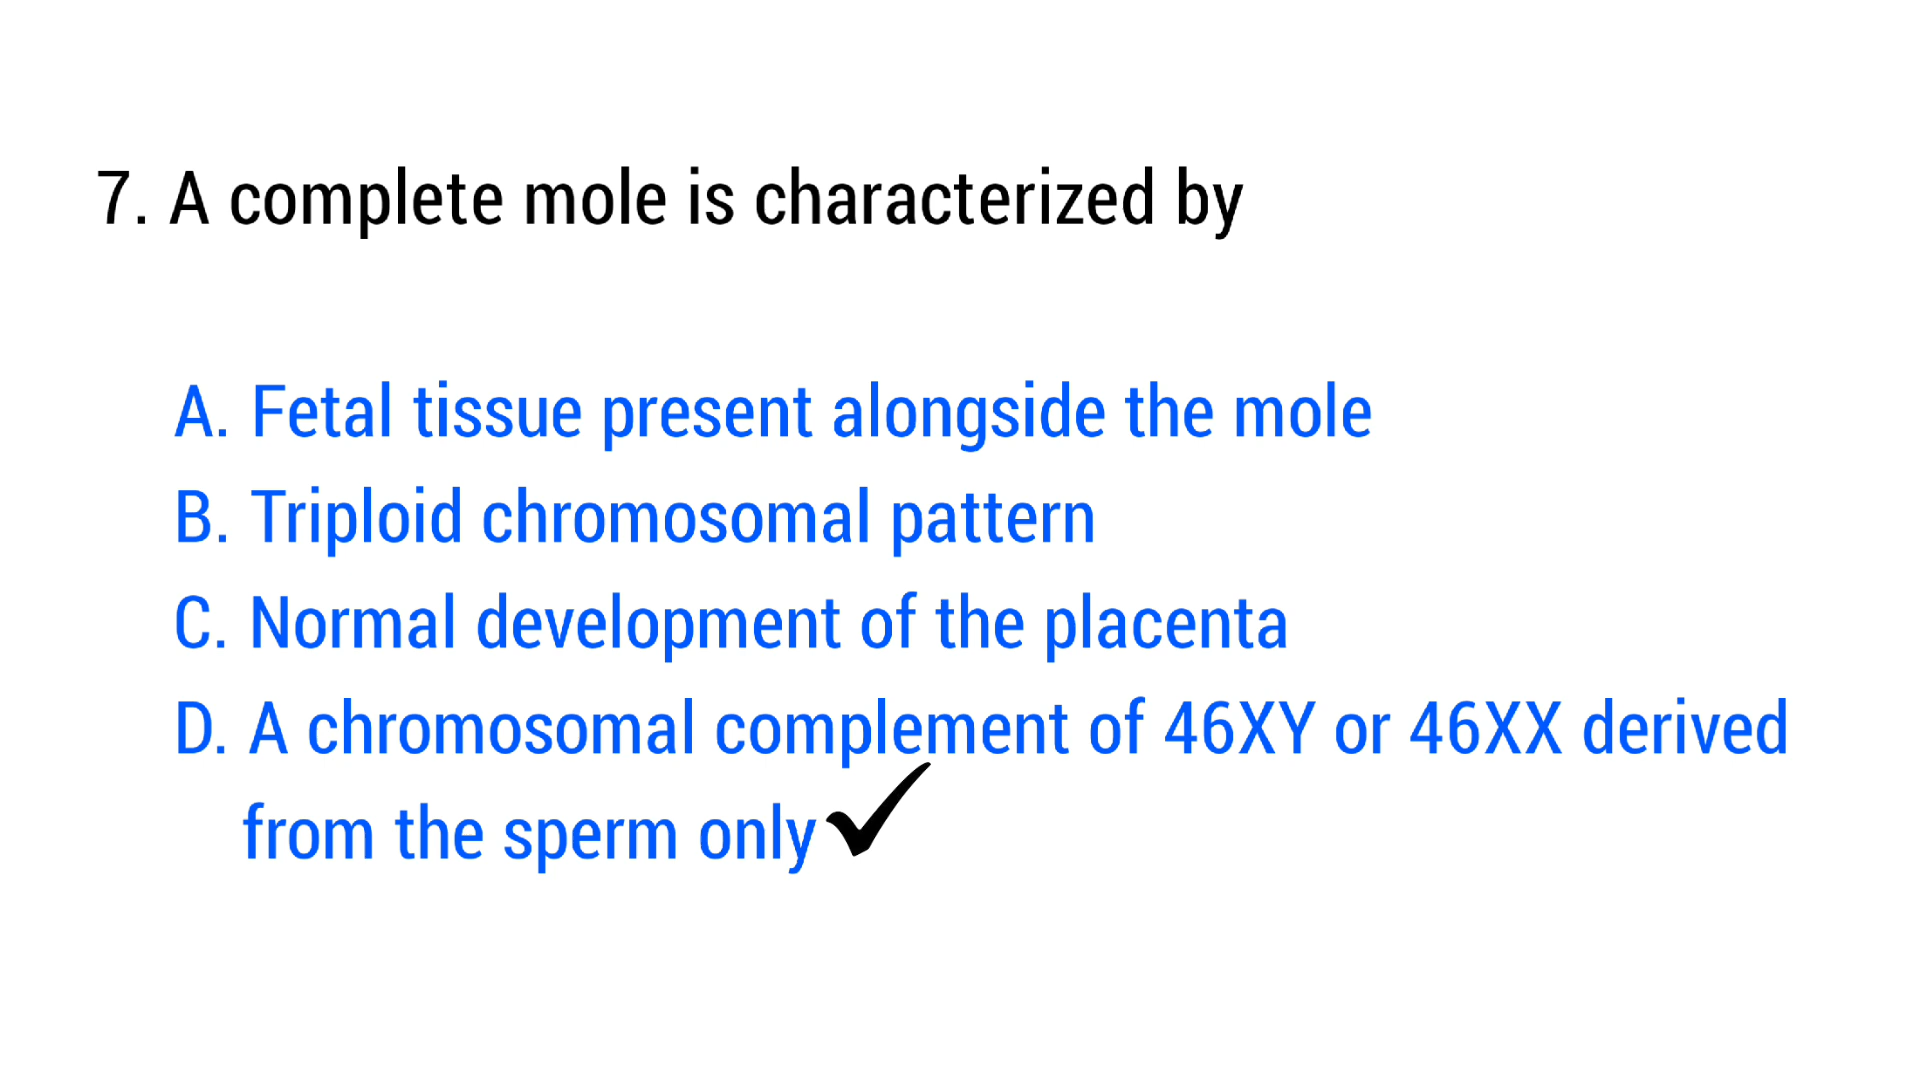 7. A complete mole is characterized by
A. Fetal tissue present alongside the mole
B. Triploid chromosomal pattern
C. Normal development of the placenta
D. A chromosomal complement of 46XY or 46XX derived
from the sperm only